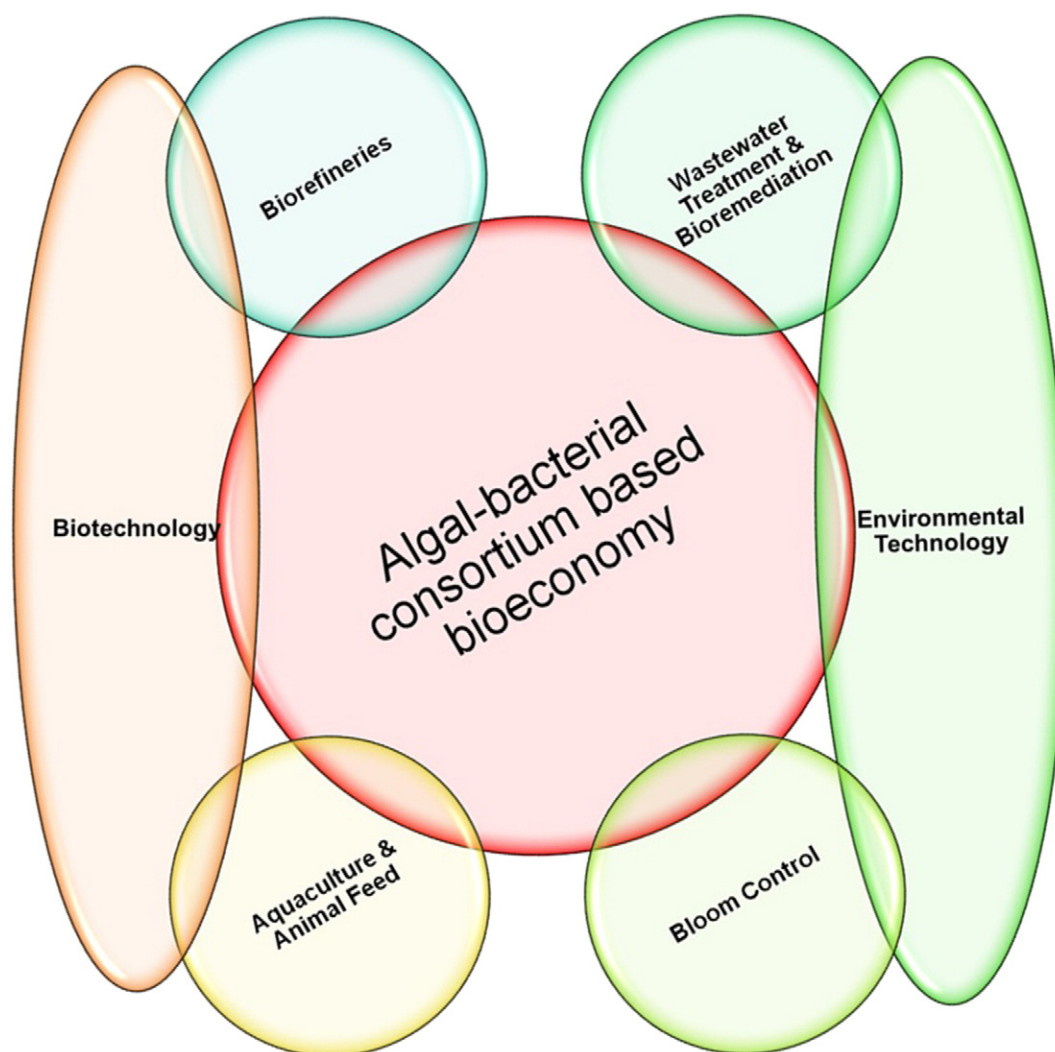 Biorefineries
Wastewater
Treatment &
Bioremediation
Algal-bacterial
consortium based
bioeconomy
Biotechnology
Environmental
Technology
Aquaculture &
Animal Feed
Bloom Control